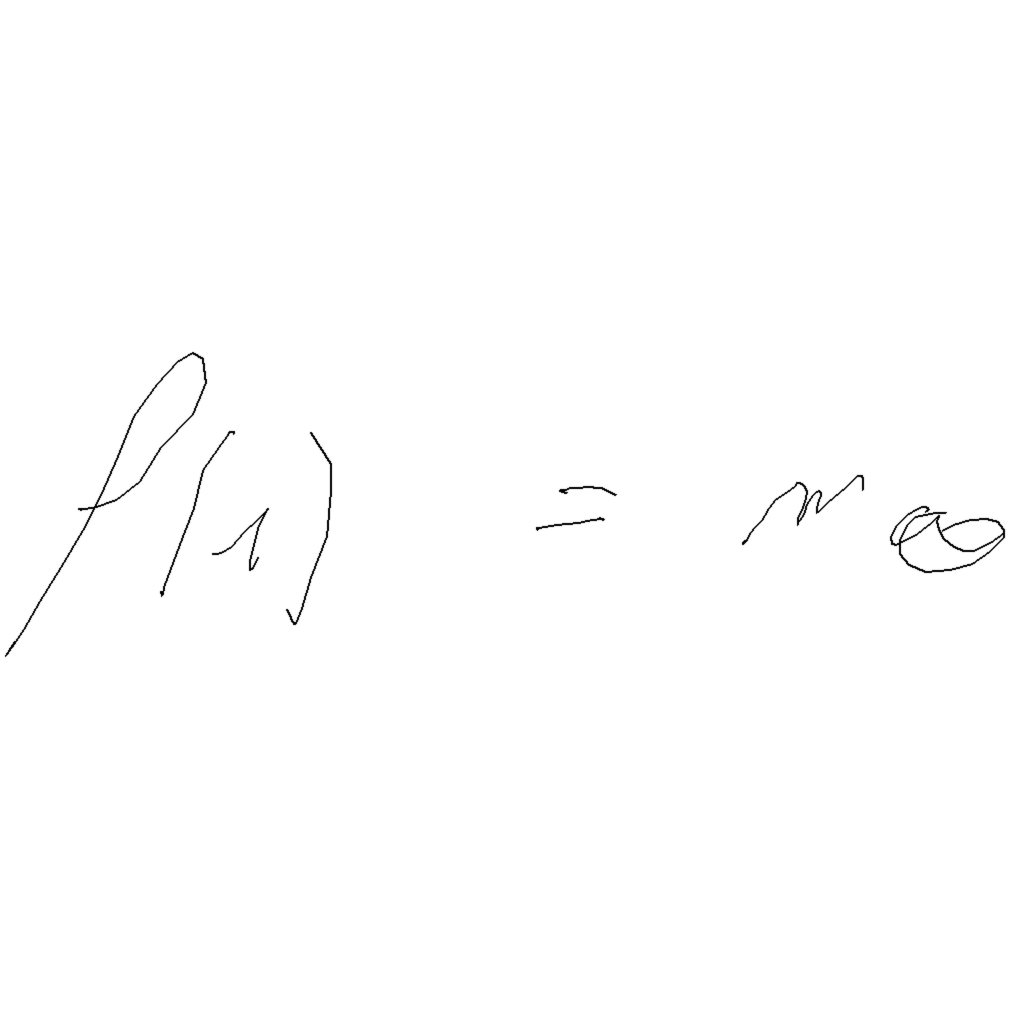 f(1) = m